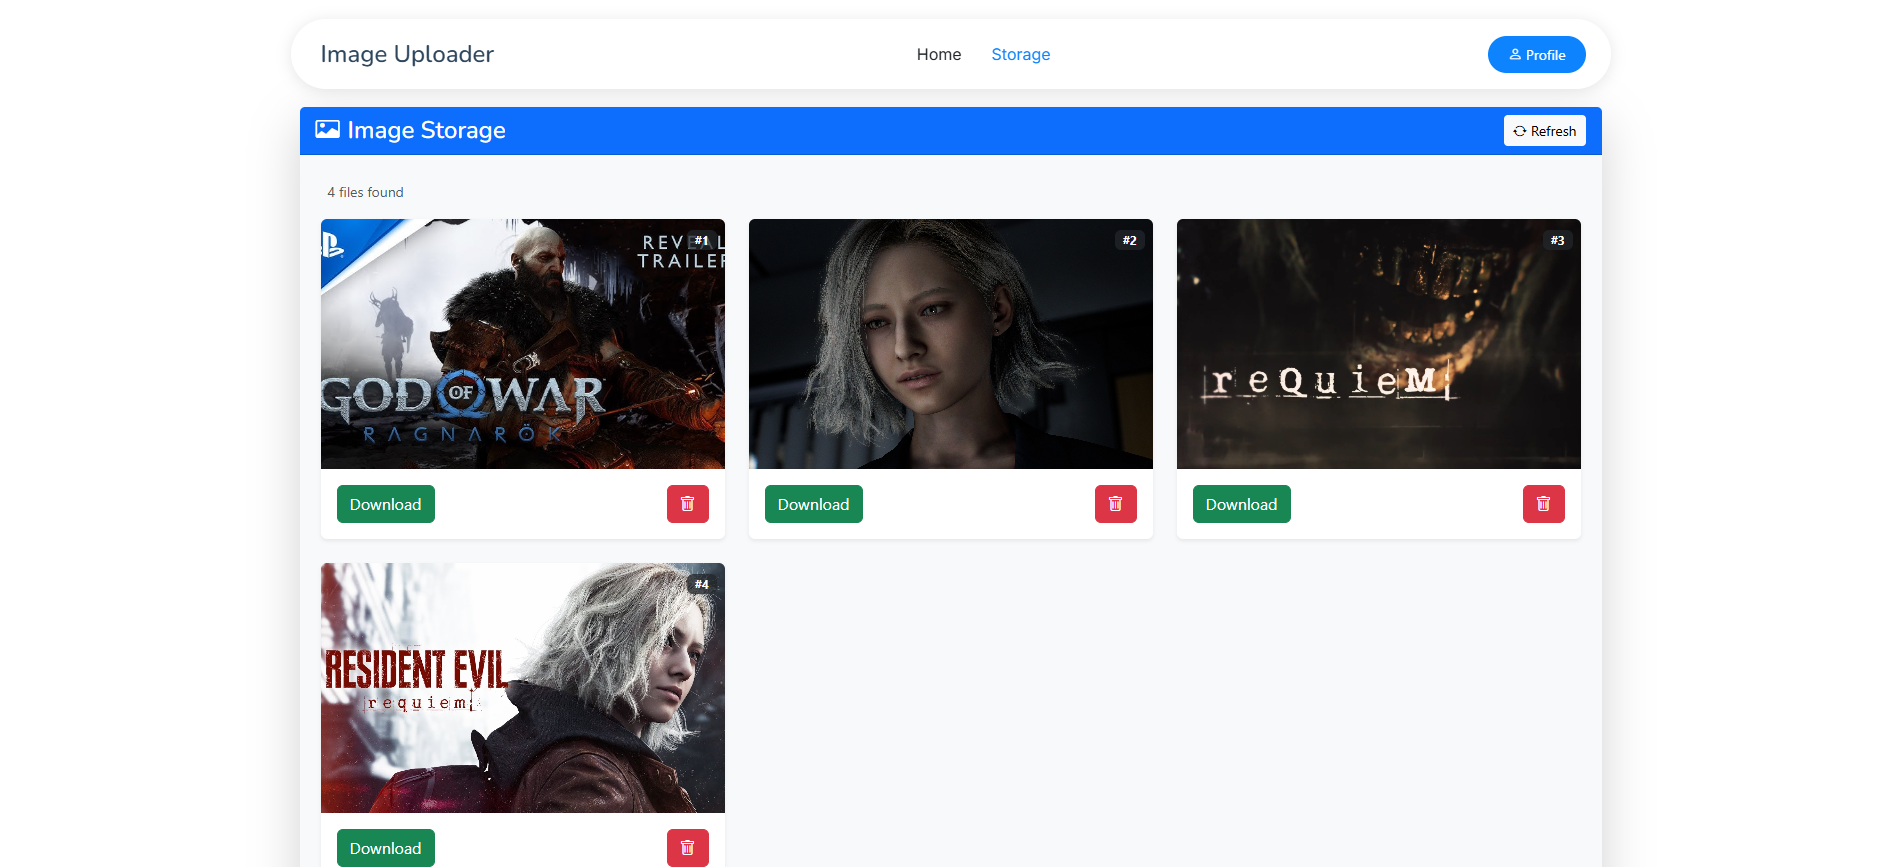 Image Uploader
Home
Storage
Profile
Image Storage
Refresh
4 files found
#1
REVEAL
TRAILER
GOD OF WAR
RAGNARÖK
Download
#2
Download
#3
reQuieM
Download
#4
RESIDENT EVIL
requiem
Download